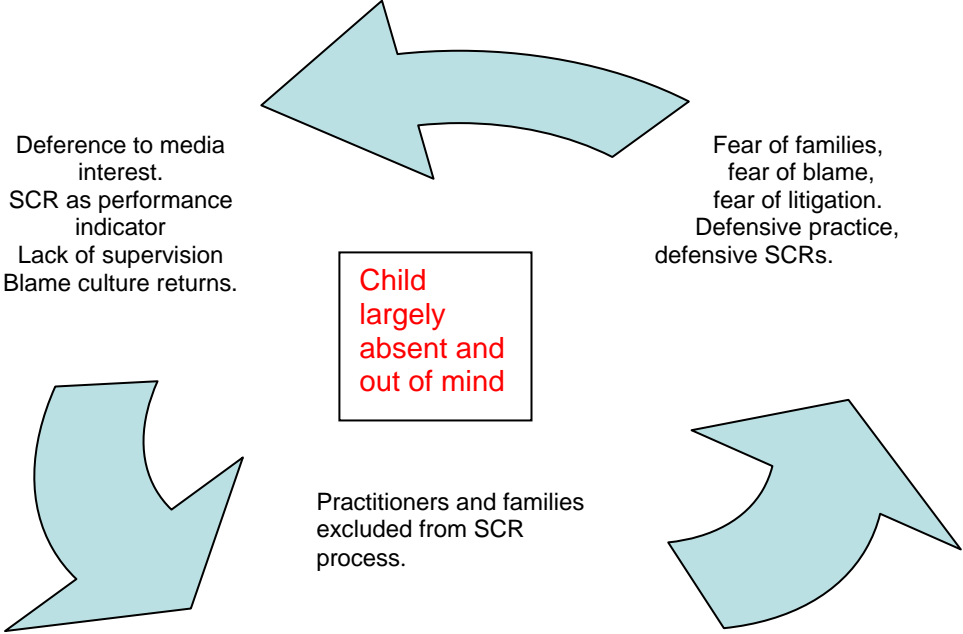 Deference to media
interest.
SCR as performance
indicator
Lack of supervision
Blame culture returns.
Fear of families,
fear of blame,
fear of litigation.
Defensive practice,
defensive SCRs.
Child
largely
absent and
out of mind
Practitioners and families
excluded from SCR
process.